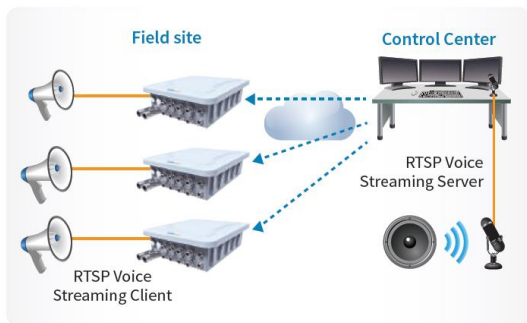 Field site
Control Center
RTSP Voice
Streaming Server
RTSP Voice
Streaming Client